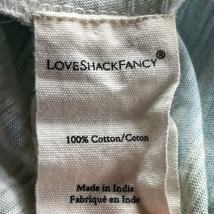 LoveShackFancy®
100% Cotton/Coton
Made in India
Fabriqué en Inde